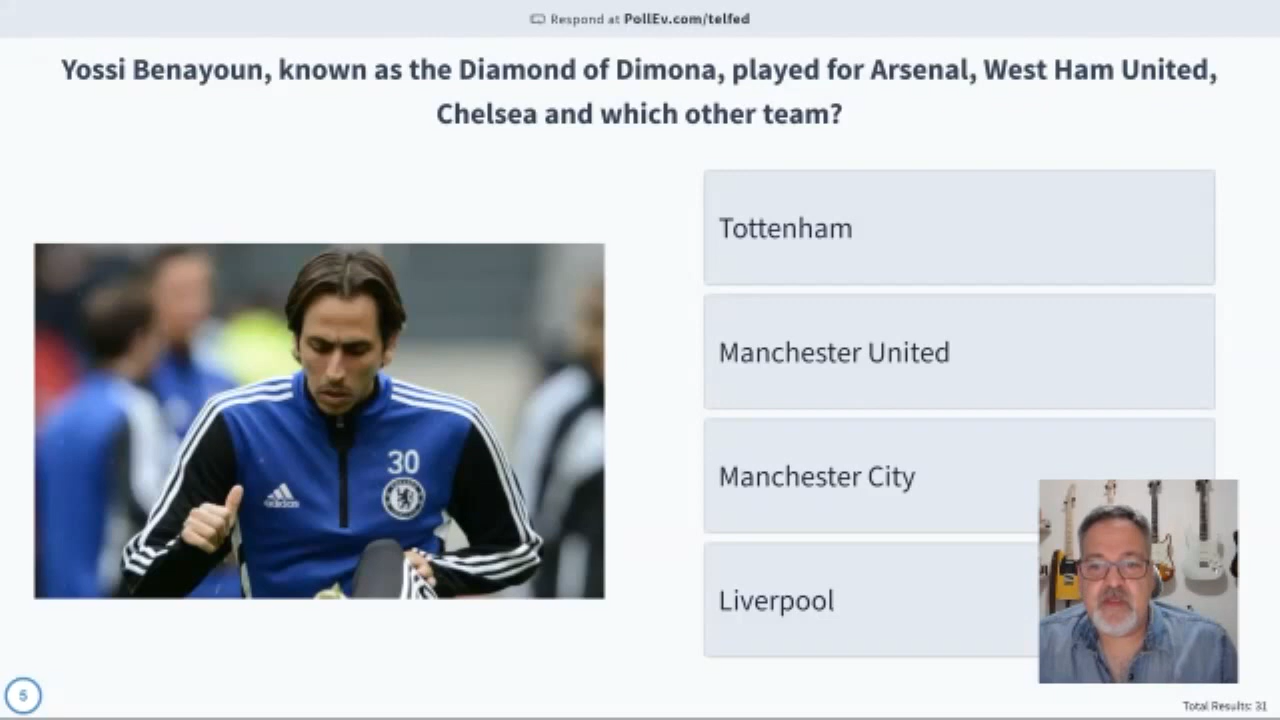 Respond at PollEv.com/telfed
Yossi Benayoun, known as the Diamond of Dimona, played for Arsenal, West Ham United,
Chelsea and which other team?
Tottenham
Manchester United
30
adidas
Manchester City
Liverpool
5
Total Results: 31